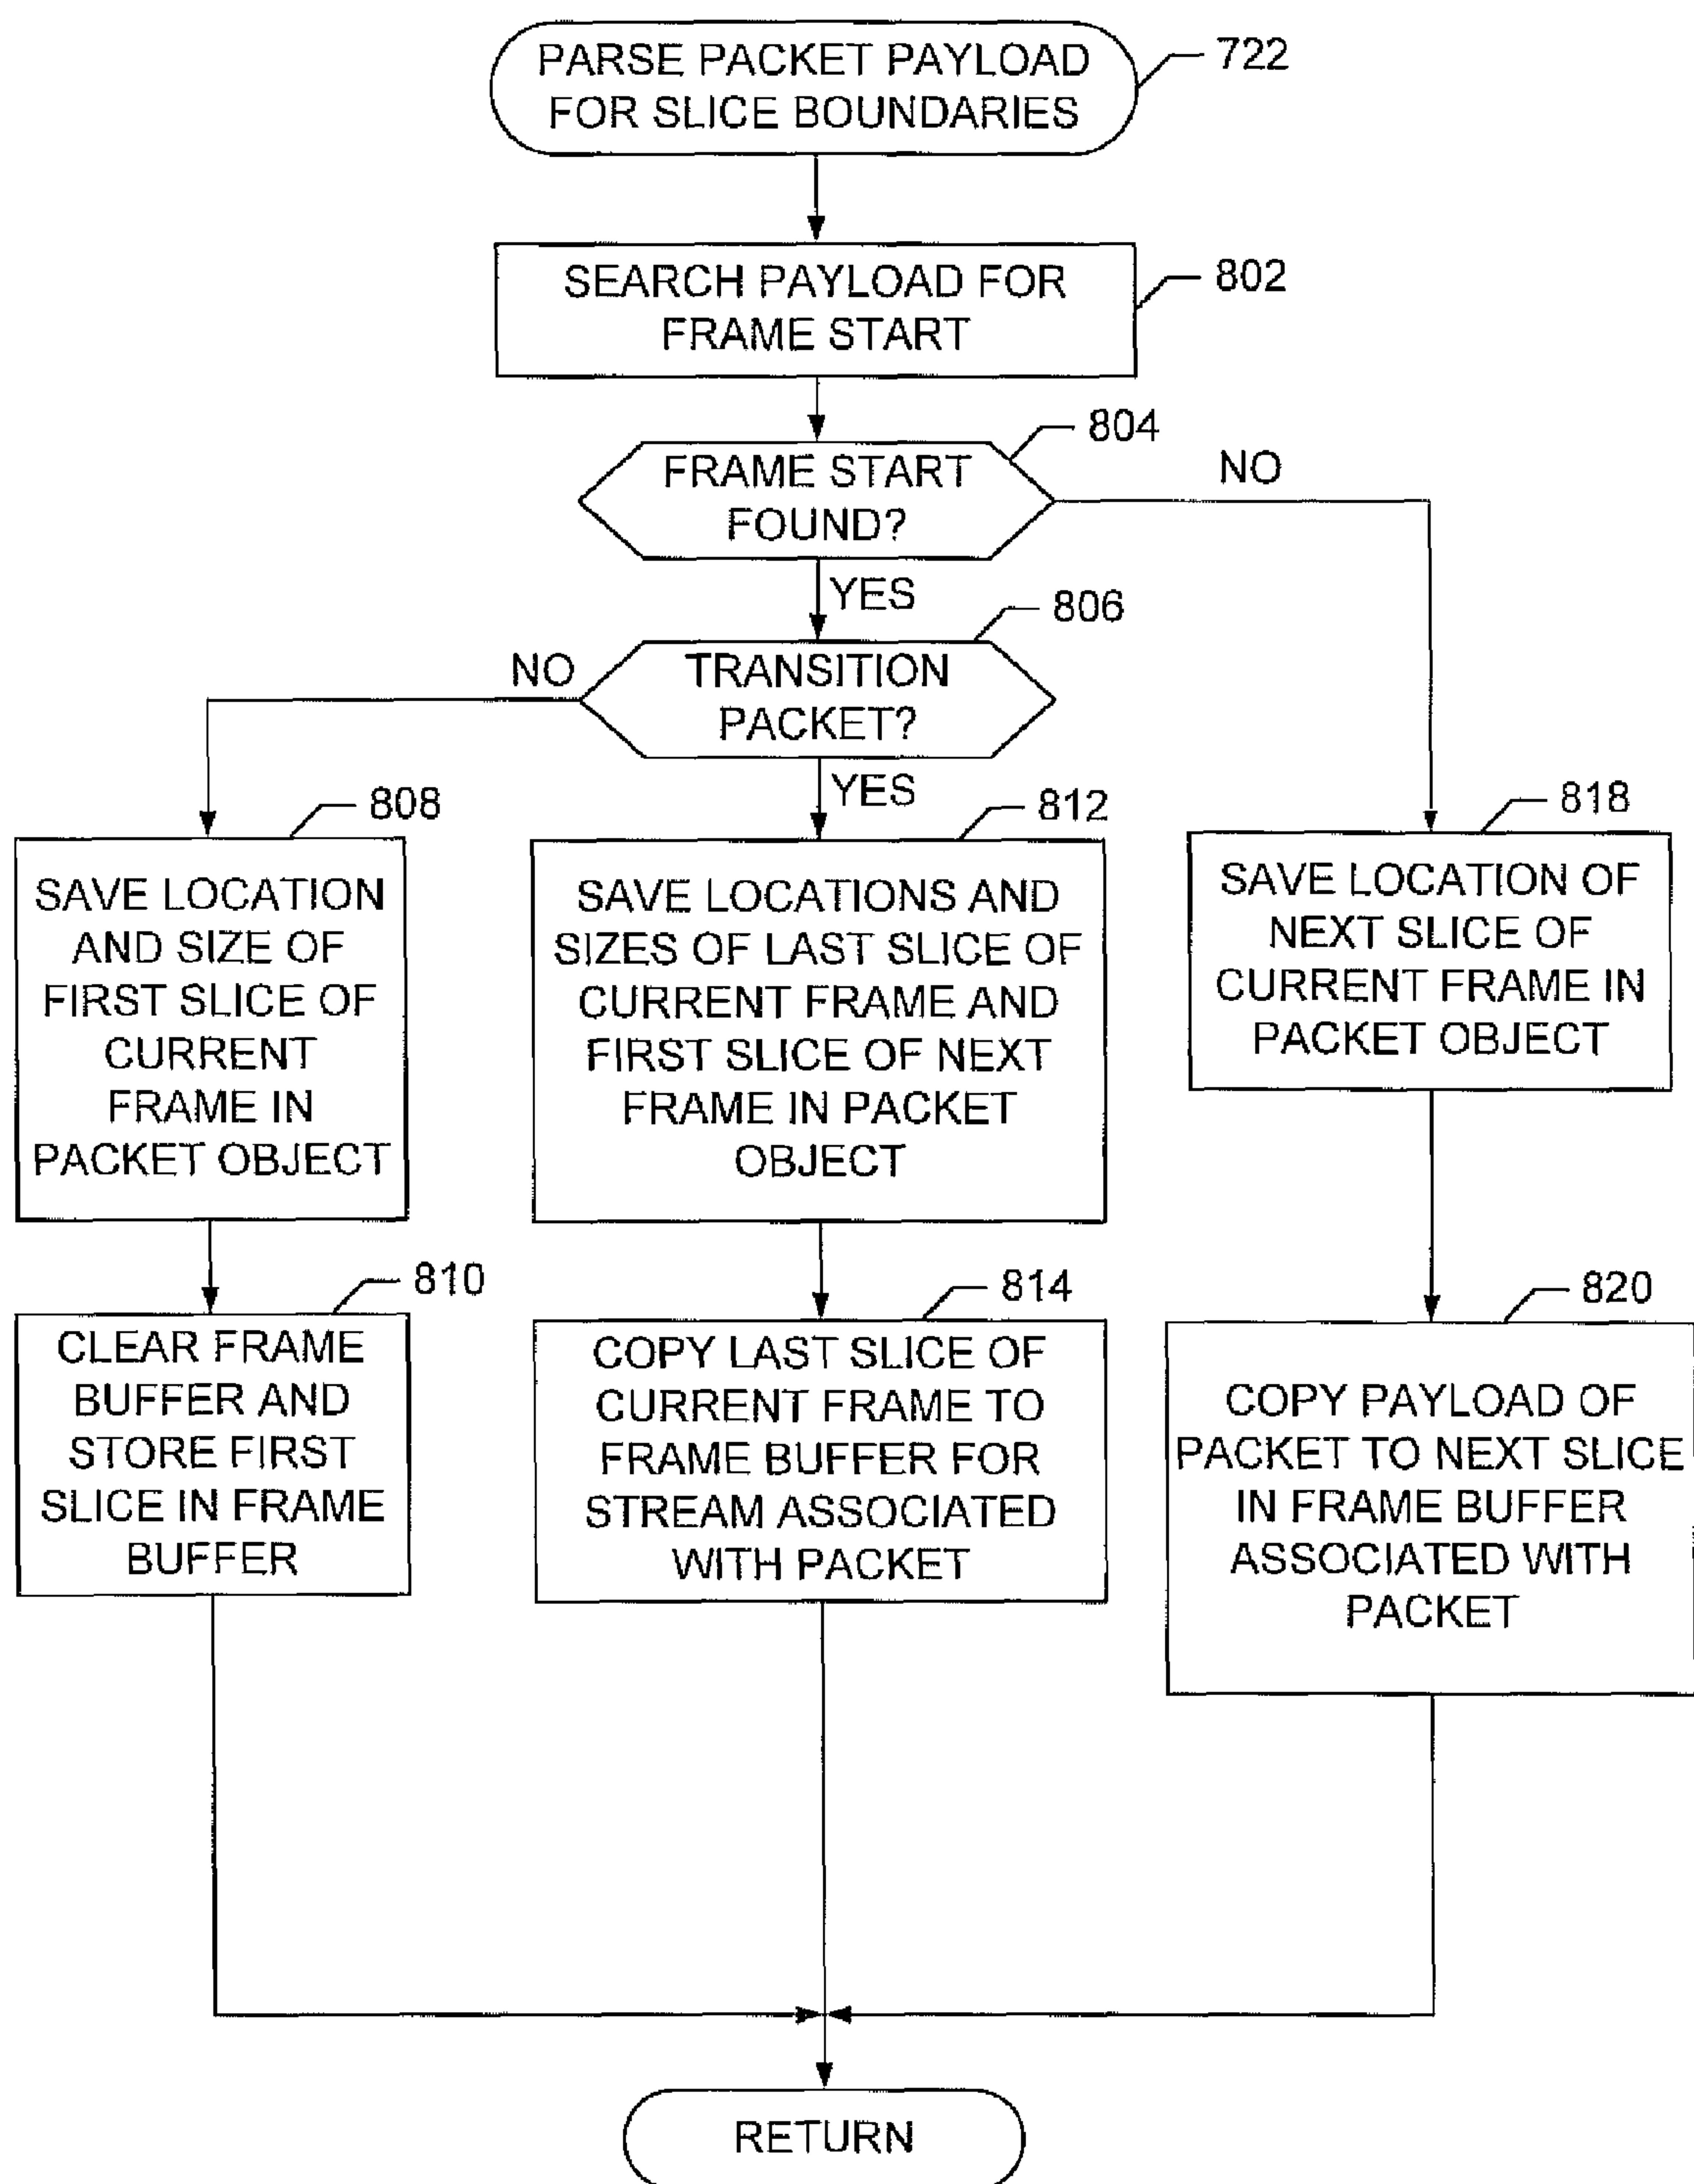 PARSE PACKET PAYLOAD
FOR SLICE BOUNDARIES
722
SEARCH PAYLOAD FOR
FRAME START
802
FRAME START
FOUND?
804
NO
YES
TRANSITION
PACKET?
806
NO
YES
808
SAVE LOCATION
AND SIZE OF
FIRST SLICE OF
CURRENT
FRAME IN
PACKET OBJECT
812
SAVE LOCATIONS AND
SIZES OF LAST SLICE OF
CURRENT FRAME AND
FIRST SLICE OF NEXT
FRAME IN PACKET
OBJECT
818
SAVE LOCATION OF
NEXT SLICE OF
CURRENT FRAME IN
PACKET OBJECT
810
CLEAR FRAME
BUFFER AND
STORE FIRST
SLICE IN FRAME
BUFFER
814
COPY LAST SLICE OF
CURRENT FRAME TO
FRAME BUFFER FOR
STREAM ASSOCIATED
WITH PACKET
820
COPY PAYLOAD OF
PACKET TO NEXT SLICE
IN FRAME BUFFER
ASSOCIATED WITH
PACKET
RETURN